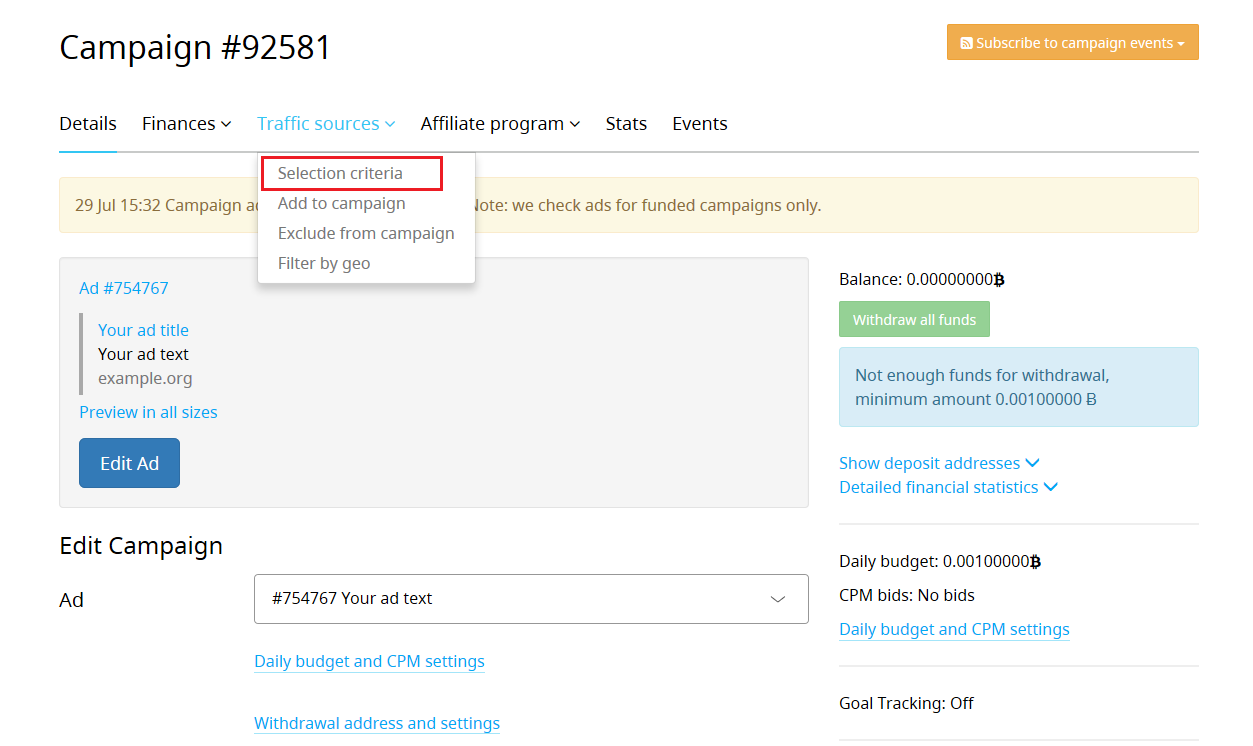 Campaign #92581
Subscribe to campaign events
Details Finances Traffic sources Affiliate program Stats Events
Selection criteria
Add to campaign
Exclude from campaign
Filter by geo
29 Jul 15:32 Campaign ad Note: we check ads for funded campaigns only.
Ad #754767
Your ad title
Your ad text
example.org
Preview in all sizes
Edit Ad
Balance: 0.00000000₿
Withdraw all funds
Not enough funds for withdrawal,
minimum amount 0.00100000 Ƀ
Show deposit addresses
Detailed financial statistics
Daily budget: 0.00100000₿
CPM bids: No bids
Daily budget and CPM settings
Goal Tracking: Off
Edit Campaign
Ad
#754767 Your ad text
Daily budget and CPM settings
Withdrawal address and settings